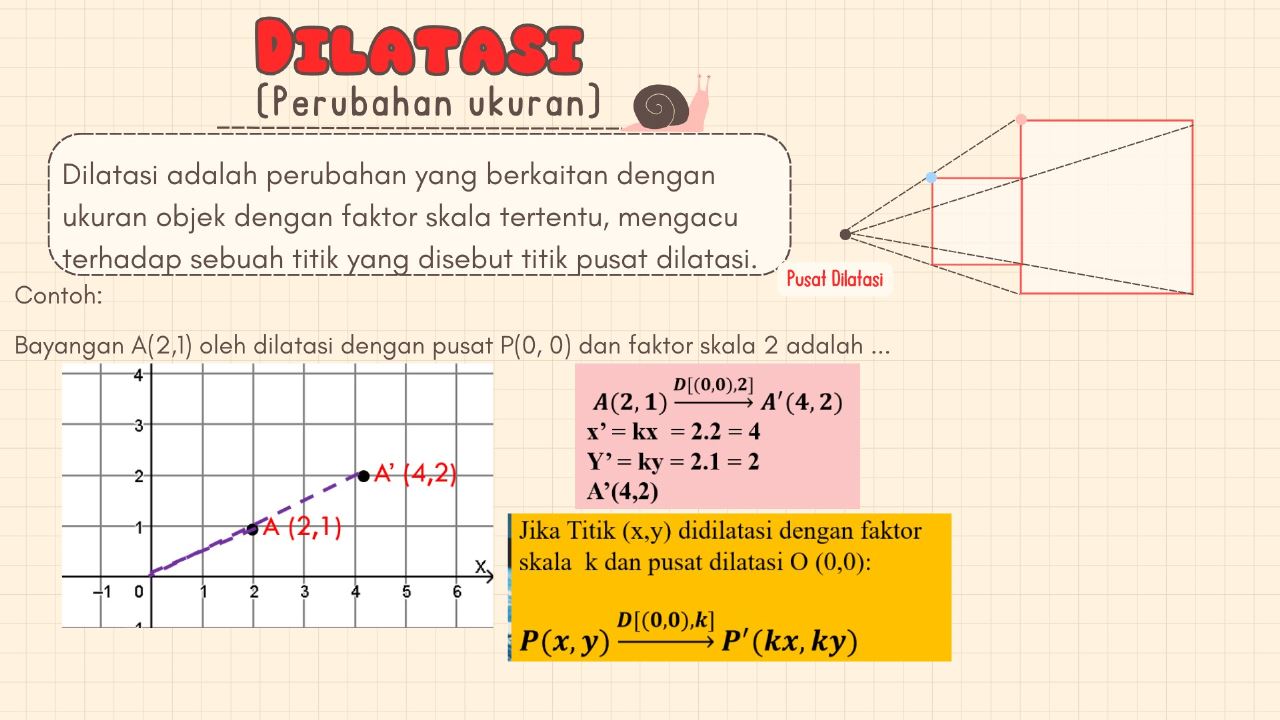 DILATASI
(Perubahan ukuran)
Dilatasi adalah perubahan yang berkaitan dengan
ukuran objek dengan faktor skala tertentu, mengacu
terhadap sebuah titik yang disebut titik pusat dilatasi.
Pusat Dilatasi
Contoh:
Bayangan A(2,1) oleh dilatasi dengan pusat P(0, 0) dan faktor skala 2 adalah ...
4
3
2
1
A' (4,2)
A (2,1)
X
−1 0 1 2 3 4 5 6
A(2, 1) D[(0,0),2] → A′(4, 2)
x’ = kx = 2.2 = 4
Y’ = ky = 2.1 = 2
A’(4,2)
Jika Titik (x,y) didilatasi dengan faktor
skala k dan pusat dilatasi O (0,0):
P(x, y) D[(0,0),k] → P′(kx, ky)